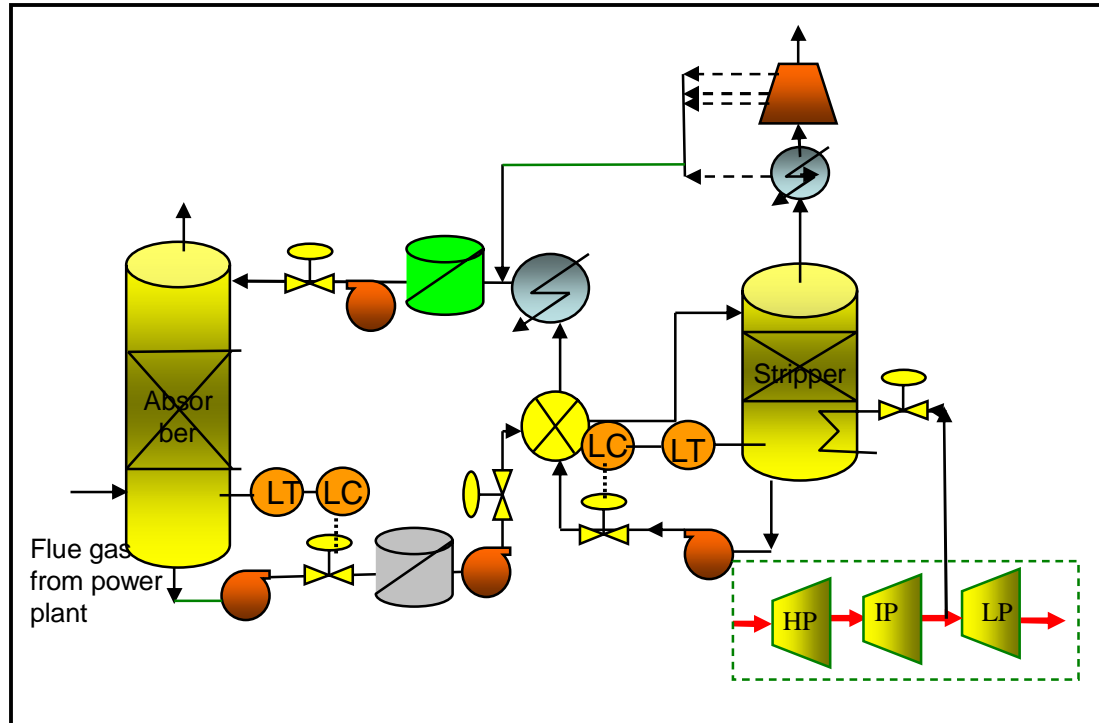 Absor
ber
Stripper
LC
LT
LT
LC
Flue gas
from power
plant
HP
IP
LP